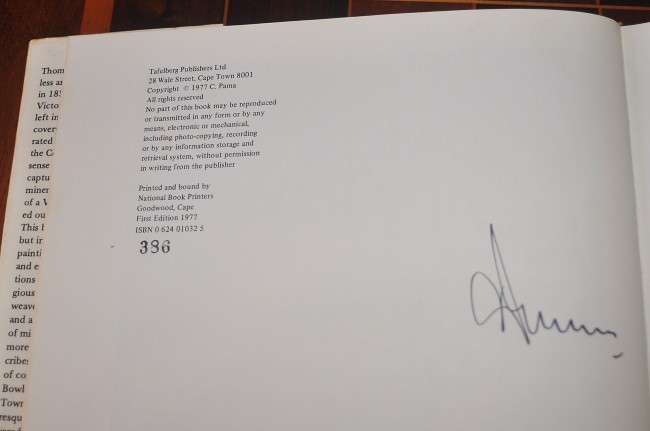 Thom
less a
in 18
Victo
left in
cover
rated
the C
sense
captu
miner
of a V
ed ou
This
but in
painti
and e
tions
gious
weave
and a
of mi
more
cribe
of co
Bowl
Town
resqu
Tafelberg Publishers Ltd
28 Wale Street, Cape Town 8001
Copyright © 1977 C. Pama
All rights reserved
No part of this book may be reproduced
or transmitted in any form or by any
means, electronic or mechanical,
including photo-copying, recording
or by any information storage and
retrieval system, without permission
in writing from the publisher
Printed and bound by
National Book Printers
Goodwood, Cape
First Edition 1977
ISBN 0 624 01032 5
386